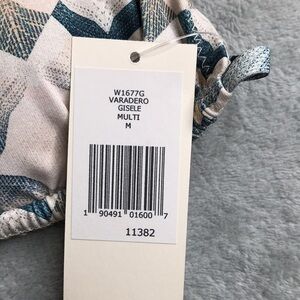 W1677G
VARADERO
GISELE
MULTI
M
1 90491 01600 7
11382